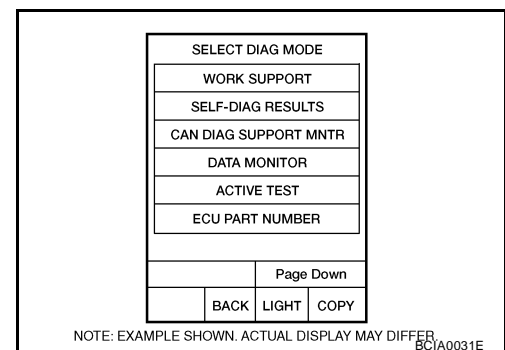 SELECT DIAG MODE
WORK SUPPORT
SELF-DIAG RESULTS
CAN DIAG SUPPORT MNTR
DATA MONITOR
ACTIVE TEST
ECU PART NUMBER
Page Down
BACK LIGHT COPY
NOTE: EXAMPLE SHOWN. ACTUAL DISPLAY MAY DIFFER.
BCIA0031E